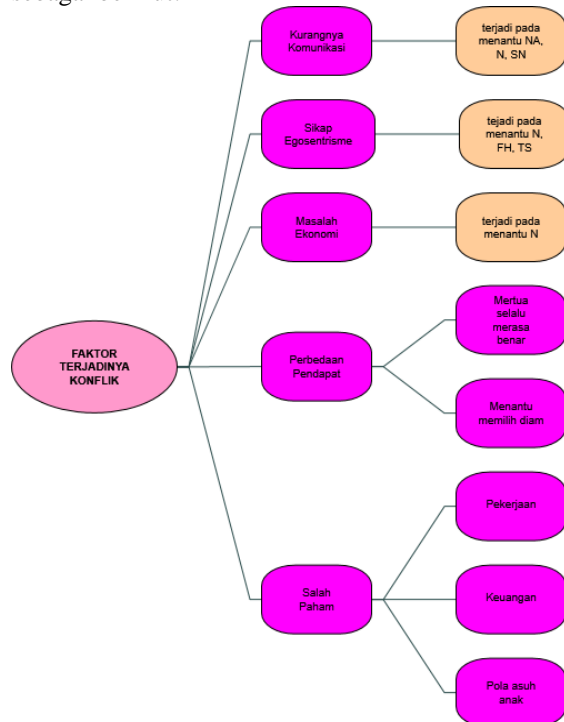 Kurangnya
Komunikasi
terjadi pada
menantu NA,
N, SN
Sikap
Egosentrisme
tejadi pada
menantu N,
FH, TS
Masalah
Ekonomi
terjadi pada
menantu N
FAKTOR
TERJADINYA
KONFLIK
Perbedaan
Pendapat
Mertua
selalu
merasa
benar
Menantu
memilih diam
Salah
Paham
Pekerjaan
Keuangan
Pola asuh
anak